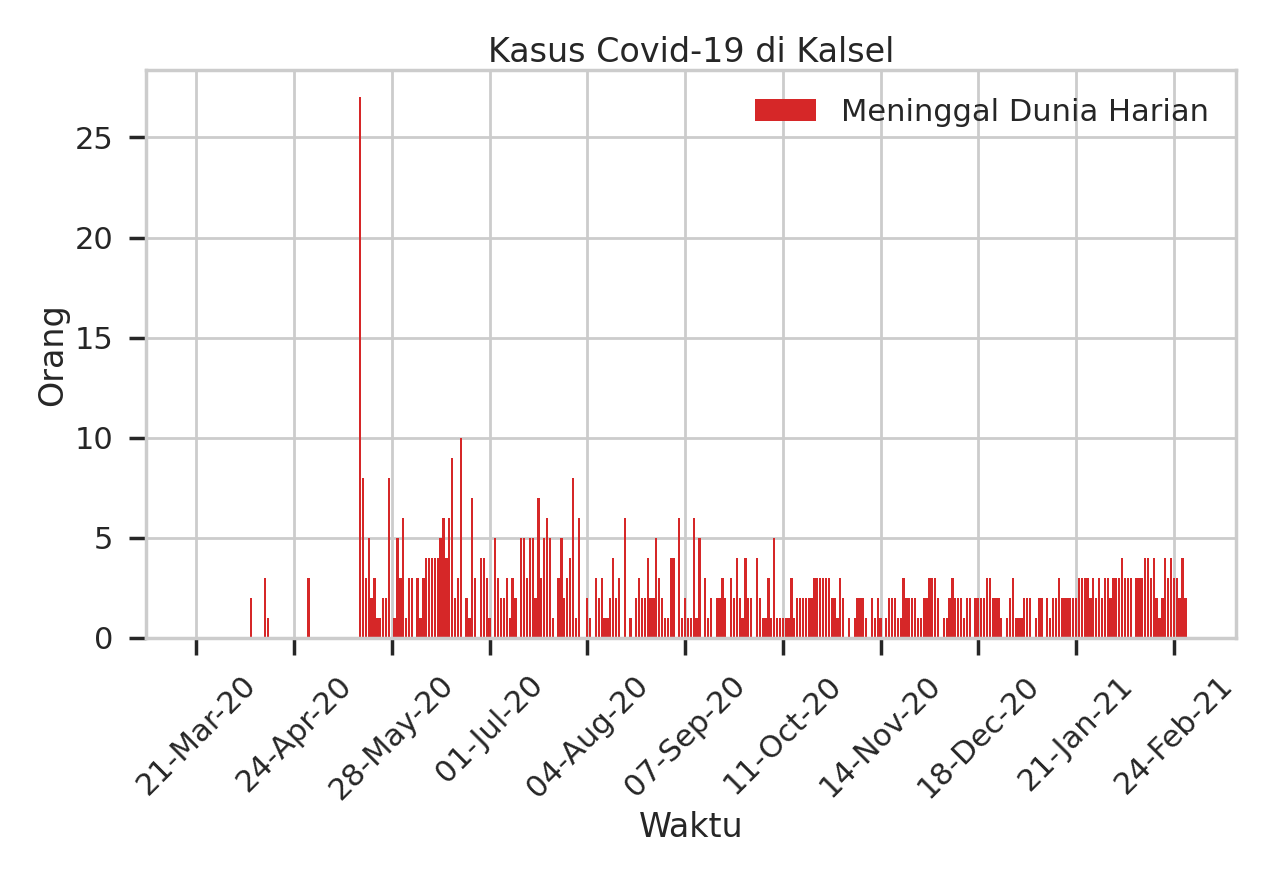 Kasus Covid-19 di Kalsel
Meninggal Dunia Harian
Orang
25
20
15
10
5
0
21-Mar-20
24-Apr-20
28-May-20
01-Jul-20
04-Aug-20
07-Sep-20
11-Oct-20
14-Nov-20
18-Dec-20
21-Jan-21
24-Feb-21
Waktu